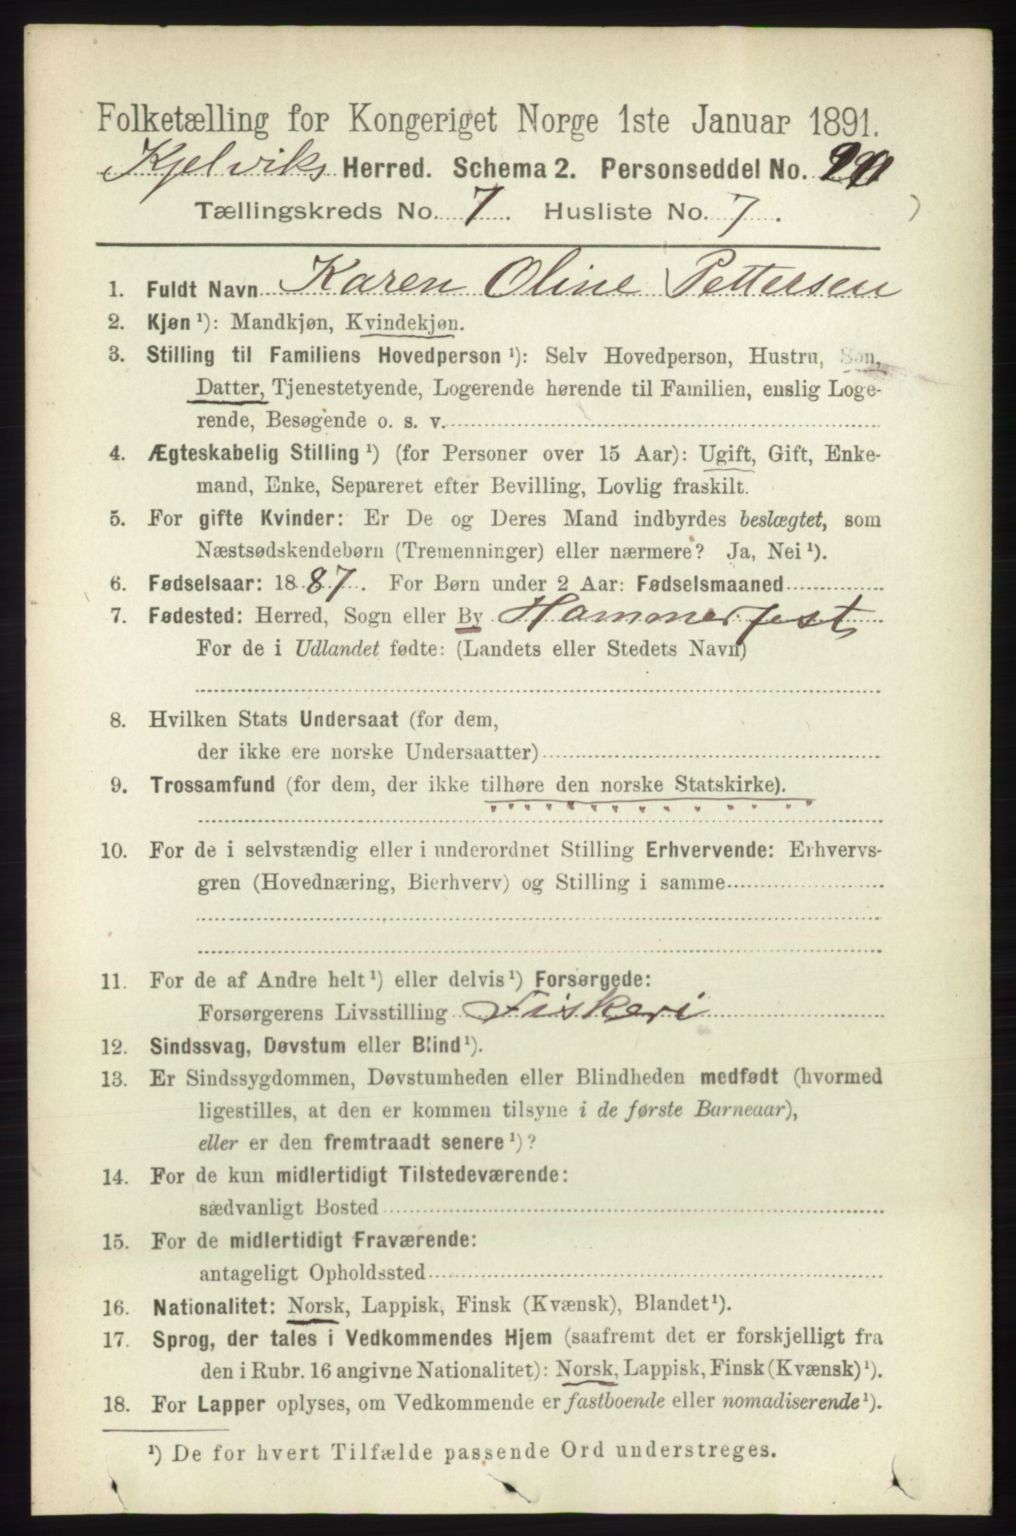 Folketælling for Kongeriget Norge 1ste Januar 1891.
Kjelviks Herred. Schema 2. Personseddel No.
Tællingskreds No. 7. Husliste No. 7.
1. Fuldt Navn Karen Oline Pettersen
2. Kjøn ¹): Mandkjøn, Kvindekjøn.
3. Stilling til Familiens Hovedperson ¹): Selv Hovedperson, Hustru, Søn,
Datter, Tjenestetyende, Logerende hørende til Familien, enslig Loge-
rende, Besøgende o. s. v.
4. Ægteskabelig Stilling ¹) (for Personer over 15 Aar): Ugift, Gift, Enke-
mand, Enke, Separeret efter Bevilling, Lovlig fraskilt.
5. For gifte Kvinder: Er De og Deres Mand indbyrdes beslægtet, som
Næstsødskendebørn (Tremenninger) eller nærmere? Ja, Nei ¹).
6. Fødselsaar: 1887. For Børn under 2 Aar: Fødselsmaaned
7. Fødested: Herred, Sogn eller By Hammerfest
For de i Udlandet fødte: (Landets eller Stedets Navn)
8. Hvilken Stats Undersaat (for dem,
der ikke ere norske Undersaatter)
9. Trossamfund (for dem, der ikke tilhøre den norske Statskirke).
" " " " " " " " " " " " "
10. For de i selvstændig eller i underordnet Stilling Erhvervende: Erhvervs-
gren (Hovednæring, Bierhverv) og Stilling i samme
11. For de af Andre helt ¹) eller delvis ¹) Forsørgede:
Forsørgerens Livsstilling Fiskeri
12. Sindssvag, Døvstum eller Blind ¹).
13. Er Sindssygdommen, Døvstumheden eller Blindheden medfødt (hvormed
ligestilles, at den er kommen tilsyne i de første Barneaar),
eller er den fremtraadt senere ¹)?
14. For de kun midlertidigt Tilstedeværende:
sædvanligt Bosted
15. For de midlertidigt Fraværende:
antageligt Opholdssted
16. Nationalitet: Norsk, Lappisk, Finsk (Kvænsk), Blandet ¹).
17. Sprog, der tales i Vedkommendes Hjem (saafremt det er forskjelligt fra
den i Rubr. 16 angivne Nationalitet): Norsk, Lappisk, Finsk (Kvænsk) ¹).
18. For Lapper oplyses, om Vedkommende er fastboende eller nomadiserende ¹).
¹) De for hvert Tilfælde passende Ord understreges.